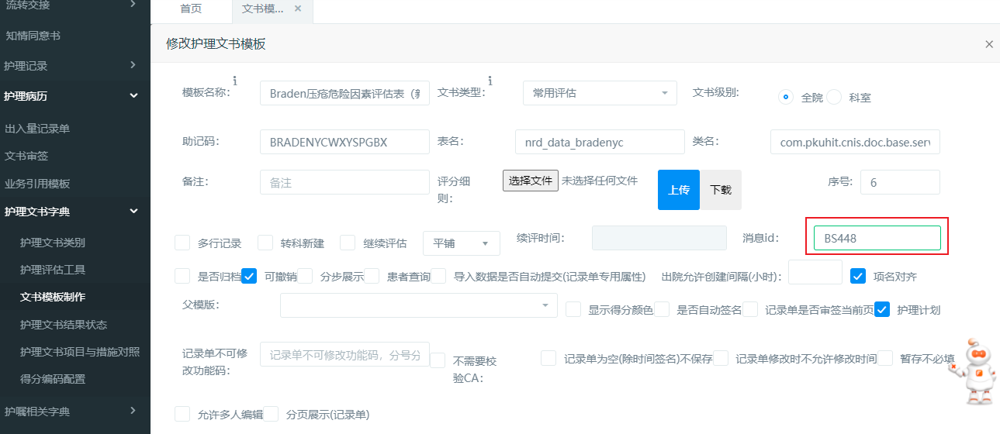 流转交接
知情同意书
护理记录
护理病历
出入量记录单
文书审签
业务引用模板
护理文书字典
护理文书类别
护理评估工具
文书模板制作
护理文书结果状态
护理文书项目与措施对照
得分编码配置
护嘱相关字典
首页 文书模...
修改护理文书模板
模板名称: Braden压疮危险因素评估表（ 文书类型: 常用评估 文书级别: 全院 科室
助记码: BRADENYCWXYSPGBX 表名: nrd_data_bradenyc 类名: com.pkuhit.cnis.doc.base.serv
备注: 备注 评分细则: 选择文件 未选择任何文件 上传 下载 序号: 6
多行记录 转科新建 继续评估 平铺 续评时间: 消息id: BS448
是否归档 可撤销 分步展示 患者查询 导入数据是否自动提交(记录单专用属性) 出院允许创建间隔(小时): 项名对齐
父模版: 显示得分颜色 是否自动签名 记录单是否审签当前页 护理计划
记录单不可修改功能码: 记录单不可修改功能码，分号分 不需要校验CA: 记录单为空(除时间签名)不保存 记录单修改时不允许修改时间 暂存不必填
允许多人编辑 分页展示(记录单)